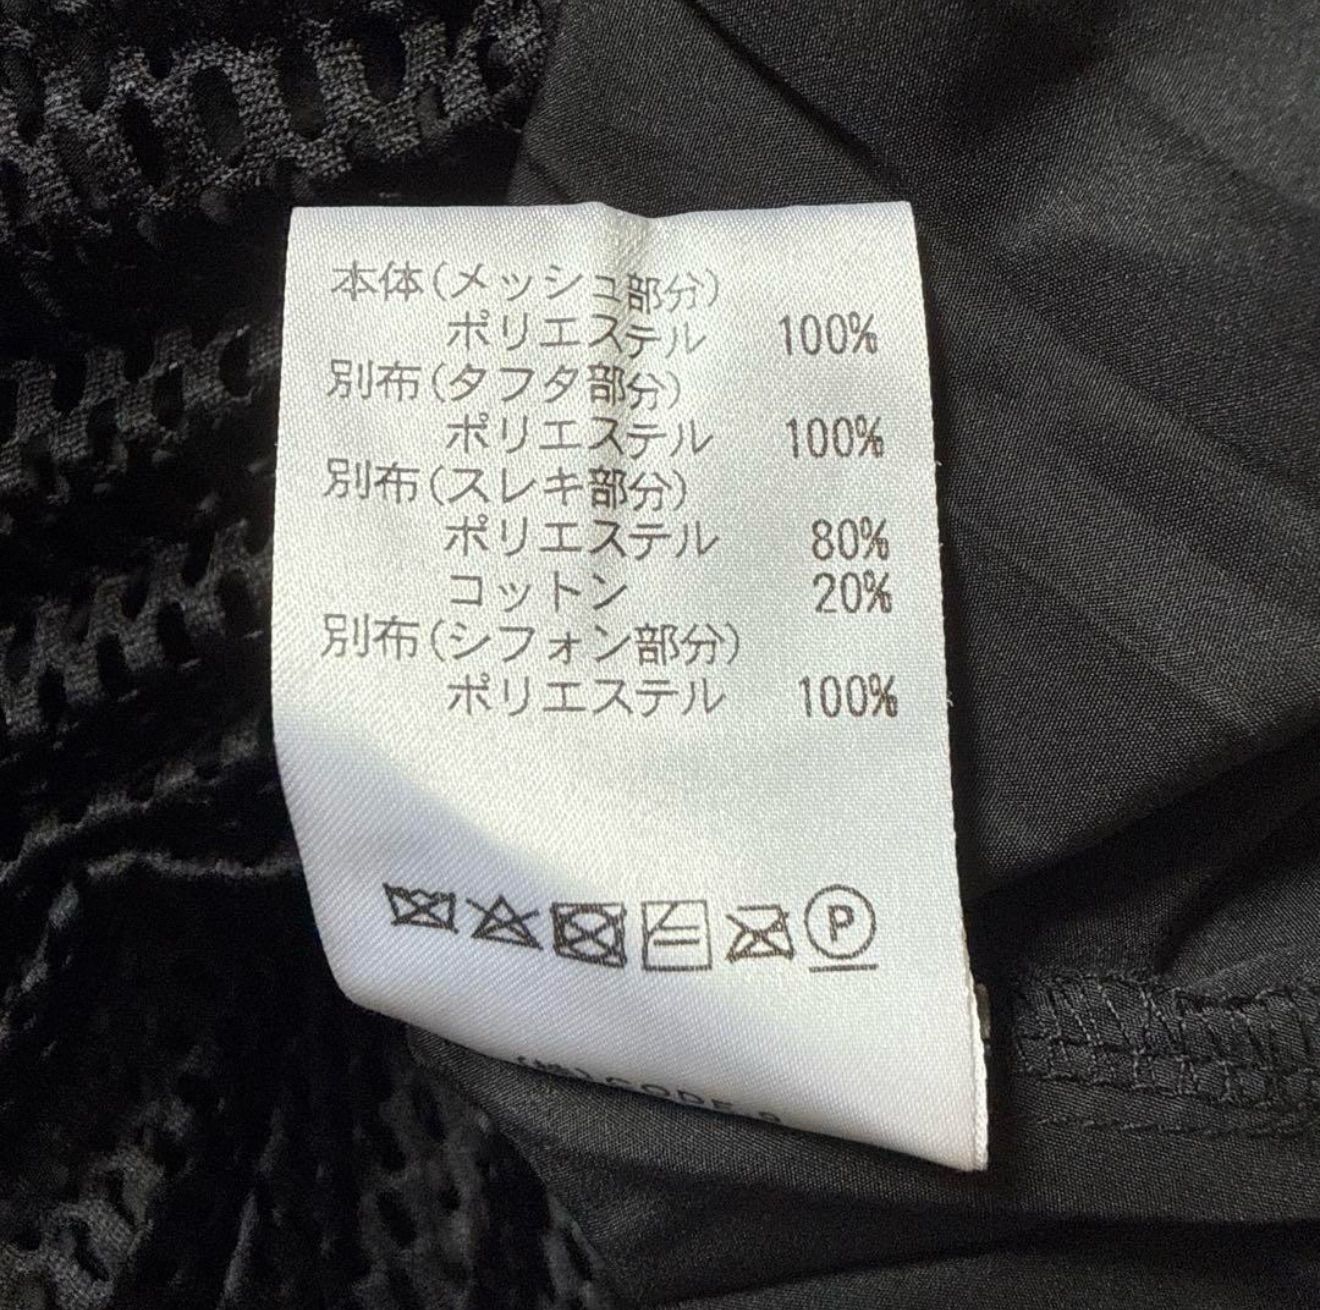 本体(メッシュ部分)
ポリエステル 100%
別布(タフタ部分)
ポリエステル 100%
別布(スレキ部分)
ポリエステル 80%
コットン 20%
別布(シフォン部分)
ポリエステル 100%
P
(株)CODE